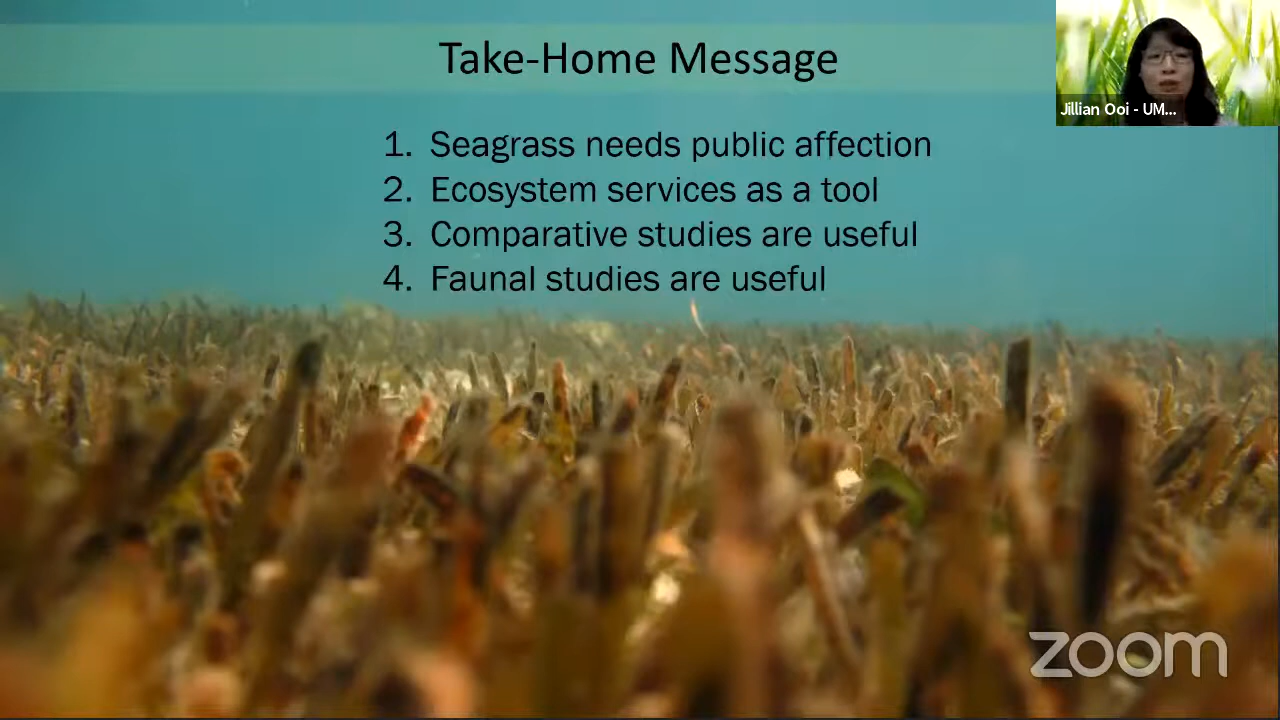 Take-Home Message
Jillian Ooi - UM...
1. Seagrass needs public affection
2. Ecosystem services as a tool
3. Comparative studies are useful
4. Faunal studies are useful
zoom